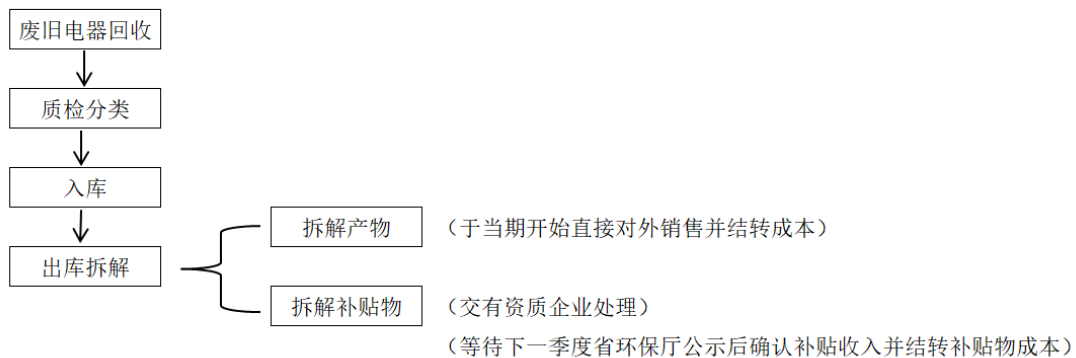 废旧电器回收
质检分类
入库
出库拆解
拆解产物
（于当期开始直接对外销售并结转成本）
拆解补贴物
（交有资质企业处理）
（等待下一季度省环保厅公示后确认补贴收入并结转补贴物成本）